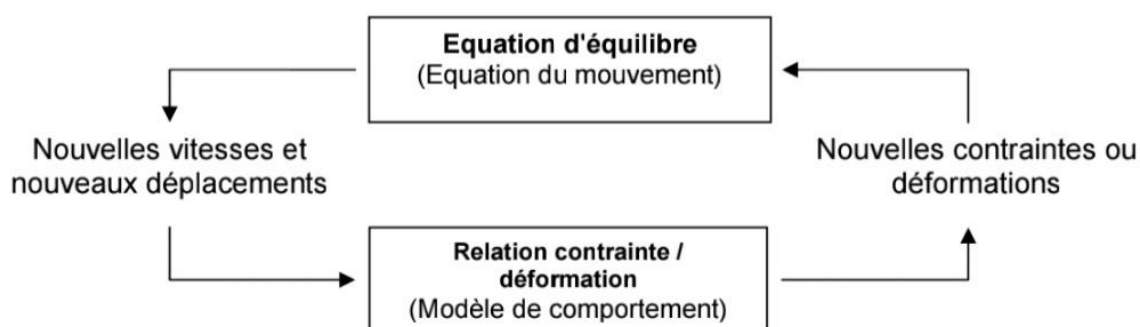 Equation d'équilibre
(Equation du mouvement)
Nouvelles vitesses et
nouveaux déplacements
Nouvelles contraintes ou
déformations
Relation contrainte /
déformation
(Modèle de comportement)